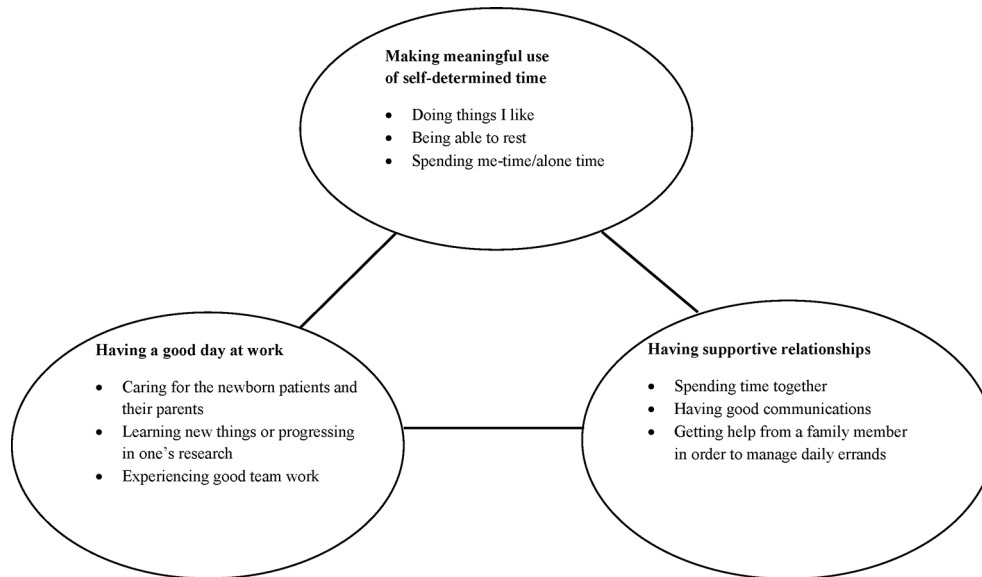 Making meaningful use
of self-determined time
• Doing things I like
• Being able to rest
• Spending me-time/alone time
Having a good day at work
• Caring for the newborn patients and
their parents
• Learning new things or progressing
in one’s research
• Experiencing good team work
Having supportive relationships
• Spending time together
• Having good communications
• Getting help from a family member
in order to manage daily errands